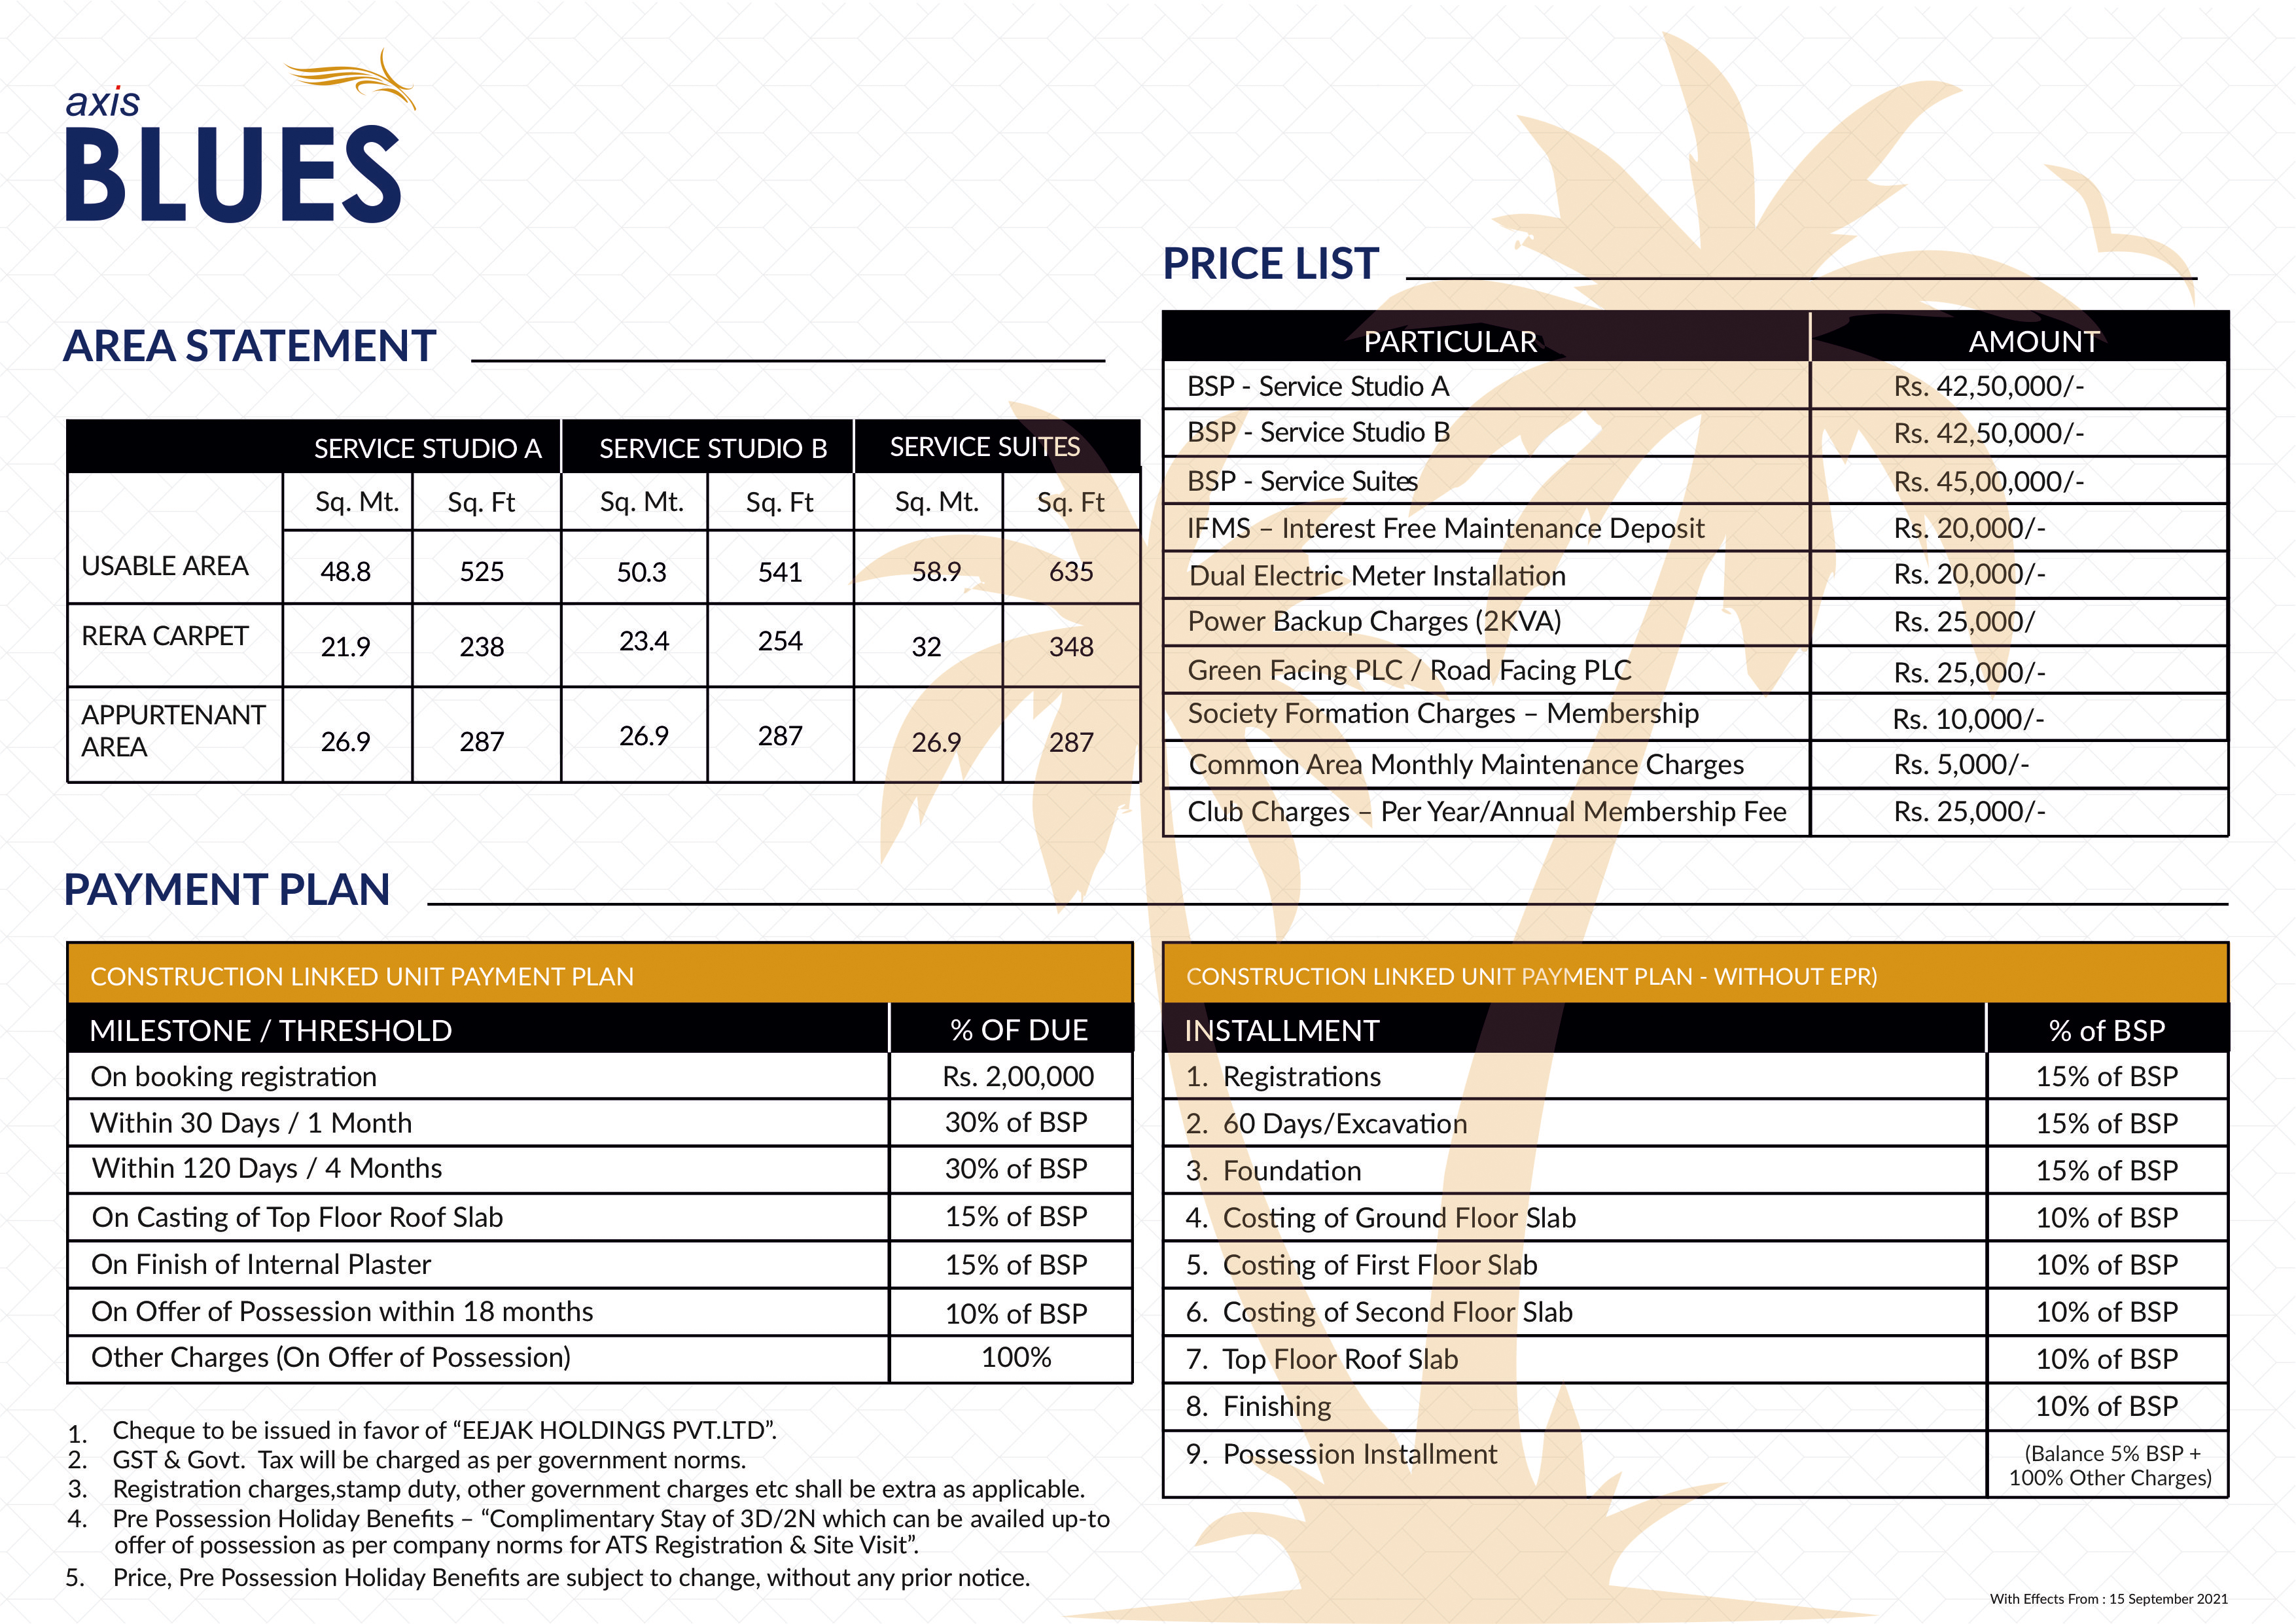 axis
BLUES
AREA STATEMENT
SERVICE STUDIO A SERVICE STUDIO B SERVICE SUITES
Sq. Mt. Sq. Ft Sq. Mt. Sq. Ft Sq. Mt. Sq. Ft
USABLE AREA 48.8 525 50.3 541 58.9 635
RERA CARPET 21.9 238 23.4 254 32 348
APPURTENANT
AREA 26.9 287 26.9 287 26.9 287
PRICE LIST
PARTICULAR AMOUNT
BSP - Service Studio A Rs. 42,50,000/-
BSP - Service Studio B Rs. 42,50,000/-
BSP - Service Suites Rs. 45,00,000/-
IFMS – Interest Free Maintenance Deposit Rs. 20,000/-
Dual Electric Meter Installation Rs. 20,000/-
Power Backup Charges (2KVA) Rs. 25,000/
Green Facing PLC / Road Facing PLC Rs. 25,000/-
Society Formation Charges – Membership Rs. 10,000/-
Common Area Monthly Maintenance Charges Rs. 5,000/-
Club Charges – Per Year/Annual Membership Fee Rs. 25,000/-
PAYMENT PLAN
CONSTRUCTION LINKED UNIT PAYMENT PLAN
MILESTONE / THRESHOLD % OF DUE
On booking registration Rs. 2,00,000
Within 30 Days / 1 Month 30% of BSP
Within 120 Days / 4 Months 30% of BSP
On Casting of Top Floor Roof Slab 15% of BSP
On Finish of Internal Plaster 15% of BSP
On Offer of Possession within 18 months 10% of BSP
Other Charges (On Offer of Possession) 100%
1. Cheque to be issued in favor of “EEJAK HOLDINGS PVT.LTD”.
2. GST & Govt. Tax will be charged as per government norms.
3. Registration charges,stamp duty, other government charges etc shall be extra as applicable.
4. Pre Possession Holiday Benefits – “Complimentary Stay of 3D/2N which can be availed up-to
offer of possession as per company norms for ATS Registration & Site Visit”.
5. Price, Pre Possession Holiday Benefits are subject to change, without any prior notice.
CONSTRUCTION LINKED UNIT PAYMENT PLAN - WITHOUT EPR)
INSTALLMENT % of BSP
1. Registrations 15% of BSP
2. 60 Days/Excavation 15% of BSP
3. Foundation 15% of BSP
4. Costing of Ground Floor Slab 10% of BSP
5. Costing of First Floor Slab 10% of BSP
6. Costing of Second Floor Slab 10% of BSP
7. Top Floor Roof Slab 10% of BSP
8. Finishing 10% of BSP
9. Possession Installment (Balance 5% BSP +
100% Other Charges)
With Effects From : 15 September 2021